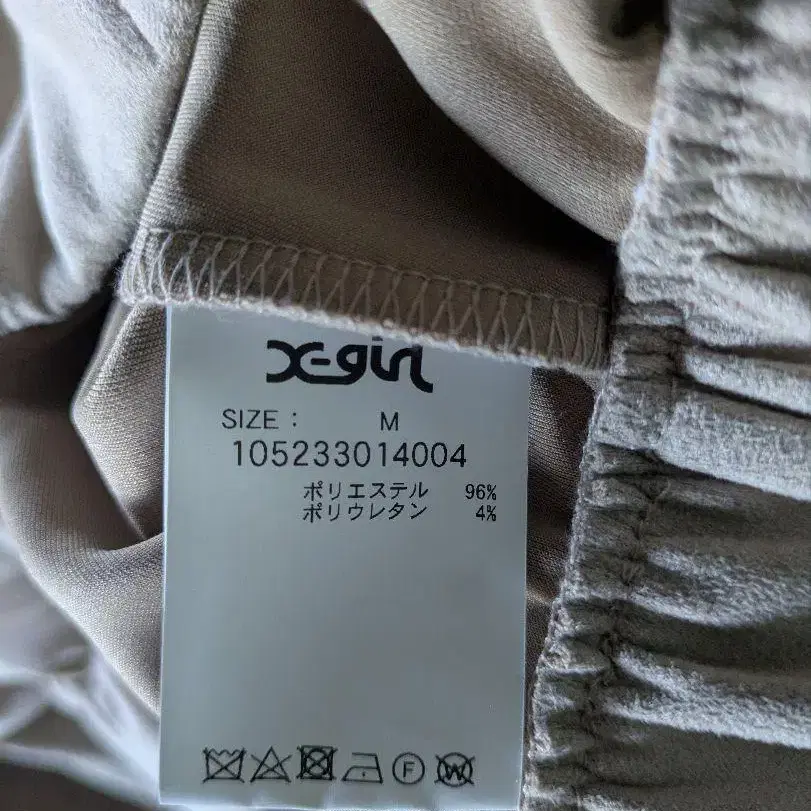 X-girl
SIZE : M
105233014004
ポリエステル 96%
ポリウレタン 4%
F W